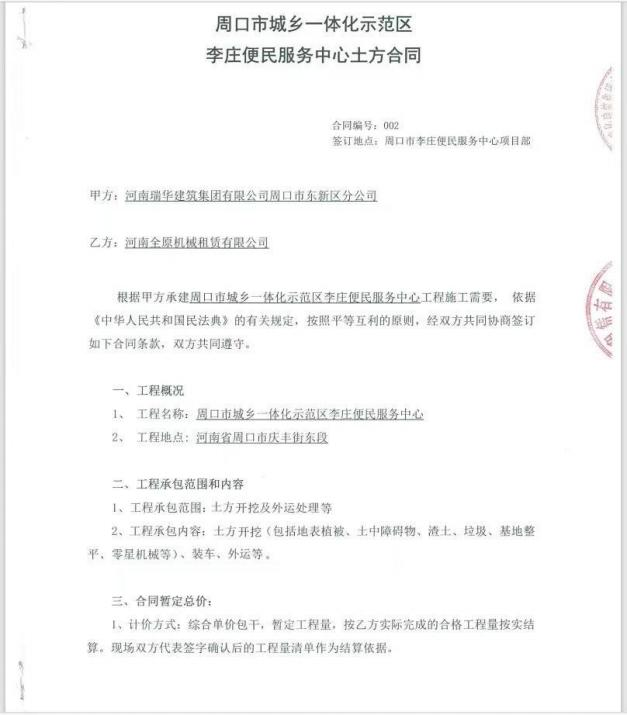 周口市城乡一体化示范区
李庄便民服务中心土方合同
合同编号：002
签订地点：周口市李庄便民服务中心项目部
甲方：河南瑞华建筑集团有限公司周口市东新区分公司
乙方：河南全原机械租赁有限公司
根据甲方承建周口市城乡一体化示范区李庄便民服务中心工程施工需要， 依据
《中华人民共和国民法典》的有关规定，按照平等互利的原则，经双方共同协商签订
如下合同条款，双方共同遵守。
一、工程概况
1、 工程名称：周口市城乡一体化示范区李庄便民服务中心
2、 工程地点：河南省周口市庆丰街东段
二、工程承包范围和内容
1、工程承包范围：土方开挖及外运处理等
2、工程承包内容：土方开挖（包括地表植被、土中障碍物、渣土、垃圾、基地整
平、零星机械等）、装车、外运等。
三、合同暂定总价：
1、计价方式：综合单价包干，暂定工程量，按乙方实际完成的合格工程量按实结
算。现场双方代表签字确认后的工程量清单作为结算依据。